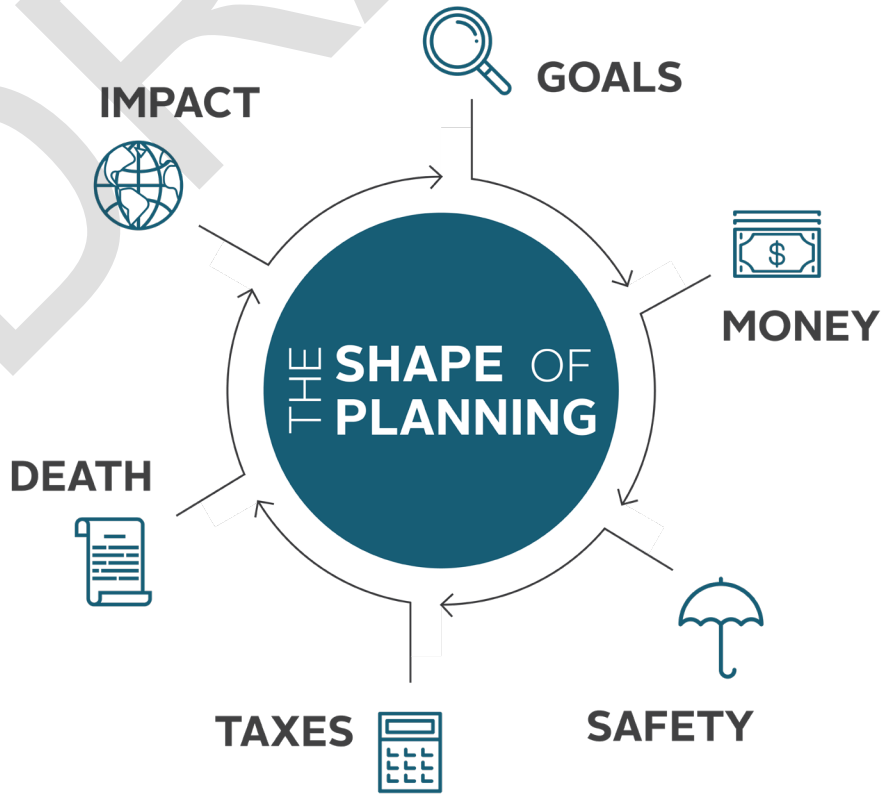 GOALS
IMPACT
$
MONEY
THE SHAPE OF
PLANNING
DEATH
SAFETY
TAXES